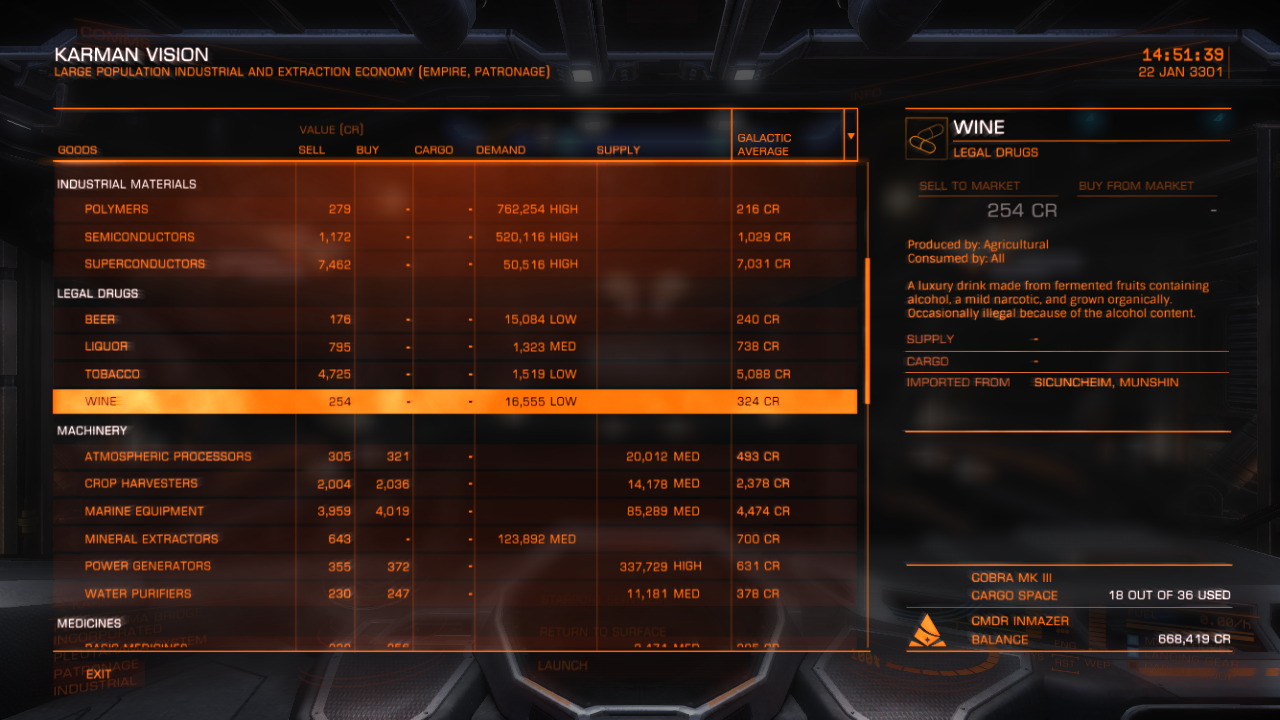 KARMAN VISION
LARGE POPULATION INDUSTRIAL AND EXTRACTION ECONOMY (EMPIRE, PATRONAGE)
14:51:39
22 JAN 3301
VALUE (CR)
GOODS SELL BUY CARGO DEMAND SUPPLY GALACTIC AVERAGE
INDUSTRIAL MATERIALS
POLYMERS 279 - - 762,254 HIGH 216 CR
SEMICONDUCTORS 1,172 - - 520,116 HIGH 1,029 CR
SUPERCONDUCTORS 7,462 - - 50,516 HIGH 7,031 CR
LEGAL DRUGS
BEER 176 - - 15,084 LOW 240 CR
LIQUOR 795 - - 1,323 MED 738 CR
TOBACCO 4,725 - - 1,519 LOW 5,088 CR
WINE 254 - - 16,555 LOW 324 CR
MACHINERY
ATMOSPHERIC PROCESSORS 305 321 - 20,012 MED 493 CR
CROP HARVESTERS 2,004 2,036 - 14,178 MED 2,378 CR
MARINE EQUIPMENT 3,959 4,019 - 85,289 MED 4,474 CR
MINERAL EXTRACTORS 643 - - 123,892 MED 700 CR
POWER GENERATORS 355 372 - 337,729 HIGH 631 CR
WATER PURIFIERS 230 247 - 11,181 MED 378 CR
MEDICINES
BASIC MEDICINES
RETURN TO SURFACE
LAUNCH
EXIT
PATRONAGE
INDUSTRIAL
WINE
LEGAL DRUGS
SELL TO MARKET BUY FROM MARKET
254 CR -
Produced by: Agricultural
Consumed by: All
A luxury drink made from fermented fruits containing
alcohol, a mild narcotic, and grown organically.
Occasionally illegal because of the alcohol content.
SUPPLY -
CARGO -
IMPORTED FROM SICUNCHEIM, MUNSHIN
COBRA MK III
CARGO SPACE 18 OUT OF 36 USED
CMDR INMAZER
BALANCE 668,419 CR